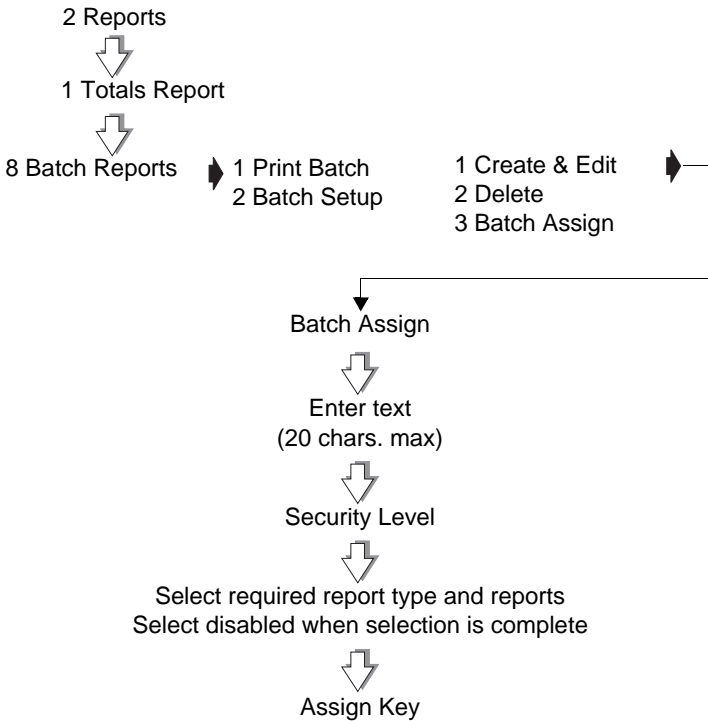 2 Reports
1 Totals Report
8 Batch Reports
1 Print Batch
2 Batch Setup
1 Create & Edit
2 Delete
3 Batch Assign
Batch Assign
Enter text
(20 chars. max)
Security Level
Select required report type and reports
Select disabled when selection is complete
Assign Key